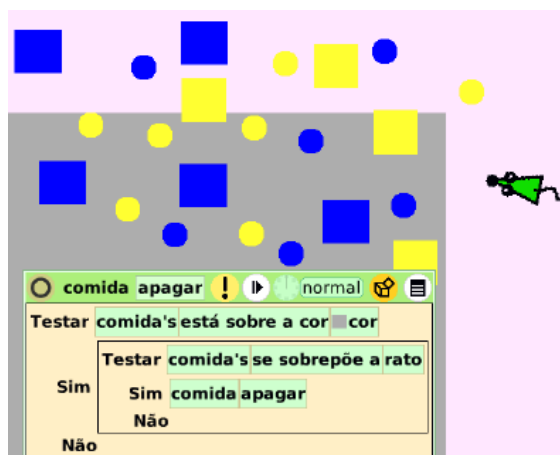 comida apagar ! normal
Testar comida's está sobre a cor cor
Testar comida's se sobrepõe a rato
Sim
Sim comida apagar
Não
Não